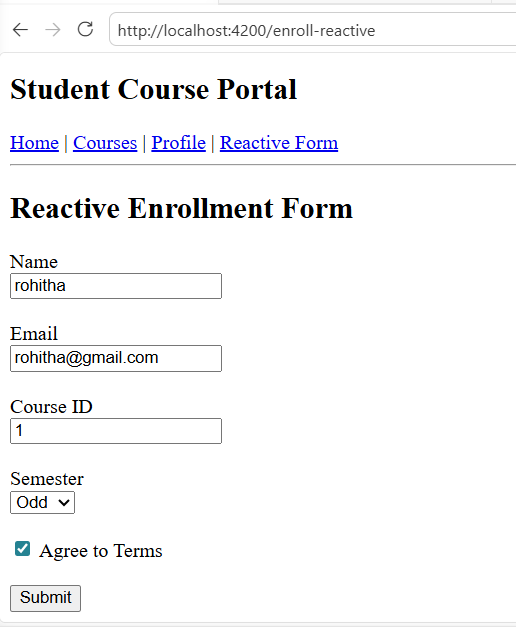 http://localhost:4200/enroll-reactive
Student Course Portal
Home | Courses | Profile | Reactive Form
Reactive Enrollment Form
Name
rohitha
Email
rohitha@gmail.com
Course ID
1
Semester
Odd
Agree to Terms
Submit